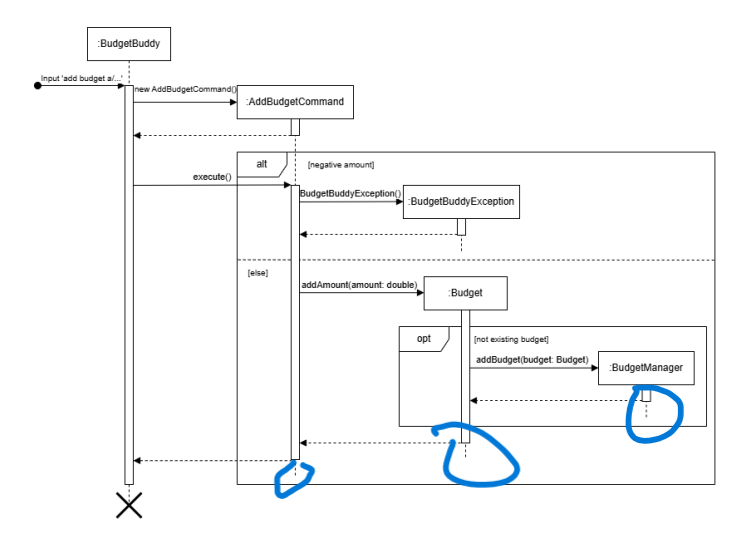 :BudgetBuddy
Input 'add budget a/...'
new AddBudgetCommand()
:AddBudgetCommand
alt
[negative amount]
execute()
BudgetBuddyException()
:BudgetBuddyException
[else]
addAmount(amount: double)
:Budget
opt
[not existing budget]
addBudget(budget: Budget)
:BudgetManager